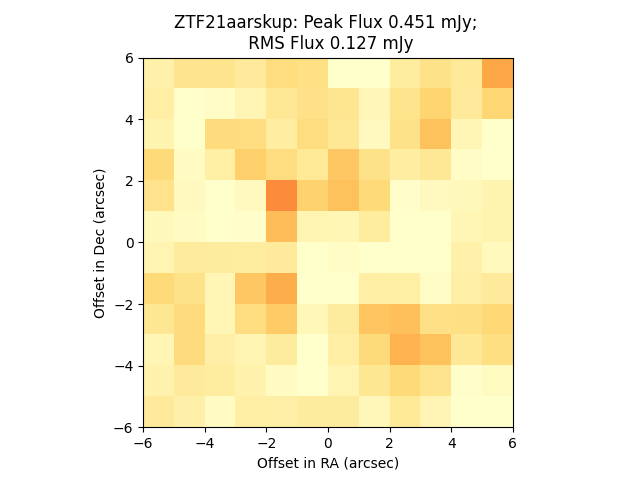 ZTF21aarskup: Peak Flux 0.451 mJy;
RMS Flux 0.127 mJy
6
4
2
0
−2
−4
−6
Offset in Dec (arcsec)
−6 −4 −2 0 2 4 6
Offset in RA (arcsec)